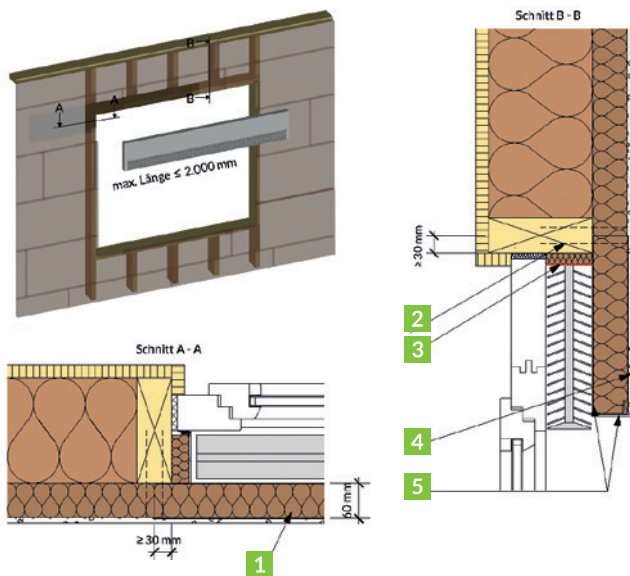 B
B
A
A
max. Länge ≤ 2.000 mm
Schnitt A - A
60 mm
≥ 30 mm
1
Schnitt B - B
≥ 30 mm
2
3
4
5